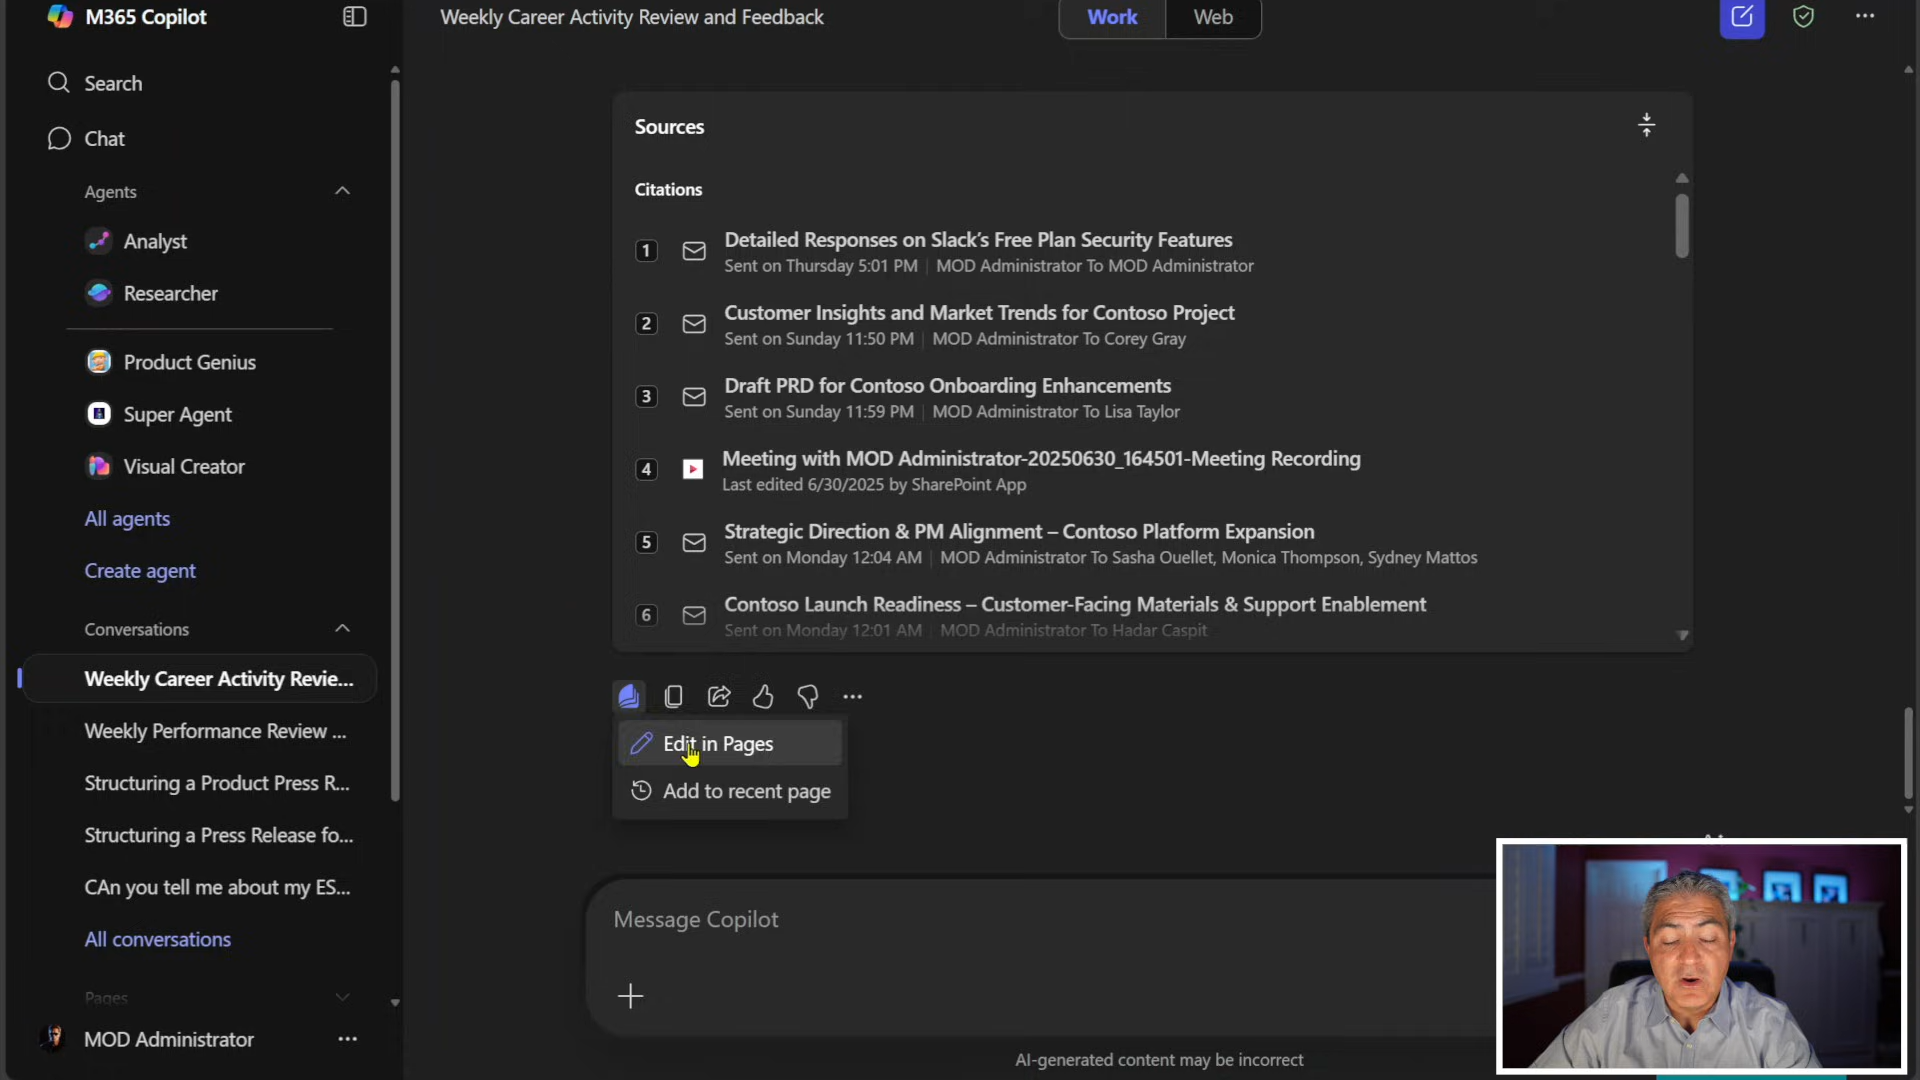 M365 Copilot
Search
Chat
Agents
Analyst
Researcher
Product Genius
Super Agent
Visual Creator
All agents
Create agent
Conversations
Weekly Career Activity Revie...
Weekly Performance Review ...
Structuring a Product Press R...
Structuring a Press Release fo...
CAn you tell me about my ES...
All conversations
Pages
MOD Administrator
Weekly Career Activity Review and Feedback
Work
Web
Sources
Citations
1
Detailed Responses on Slack's Free Plan Security Features
Sent on Thursday 5:01 PM | MOD Administrator To MOD Administrator
2
Customer Insights and Market Trends for Contoso Project
Sent on Sunday 11:50 PM | MOD Administrator To Corey Gray
3
Draft PRD for Contoso Onboarding Enhancements
Sent on Sunday 11:59 PM | MOD Administrator To Lisa Taylor
4
Meeting with MOD Administrator-20250630_164501-Meeting Recording
Last edited 6/30/2025 by SharePoint App
5
Strategic Direction & PM Alignment – Contoso Platform Expansion
Sent on Monday 12:04 AM | MOD Administrator To Sasha Ouellet, Monica Thompson, Sydney Mattos
6
Contoso Launch Readiness – Customer-Facing Materials & Support Enablement
Sent on Monday 12:01 AM | MOD Administrator To Hadar Caspit
Edit in Pages
Add to recent page
Message Copilot
AI-generated content may be incorrect